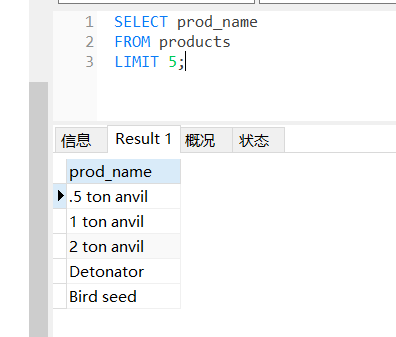 1 SELECT prod_name
2 FROM products
3 LIMIT 5;
信息 Result 1 概况 状态
prod_name
.5 ton anvil
1 ton anvil
2 ton anvil
Detonator
Bird seed